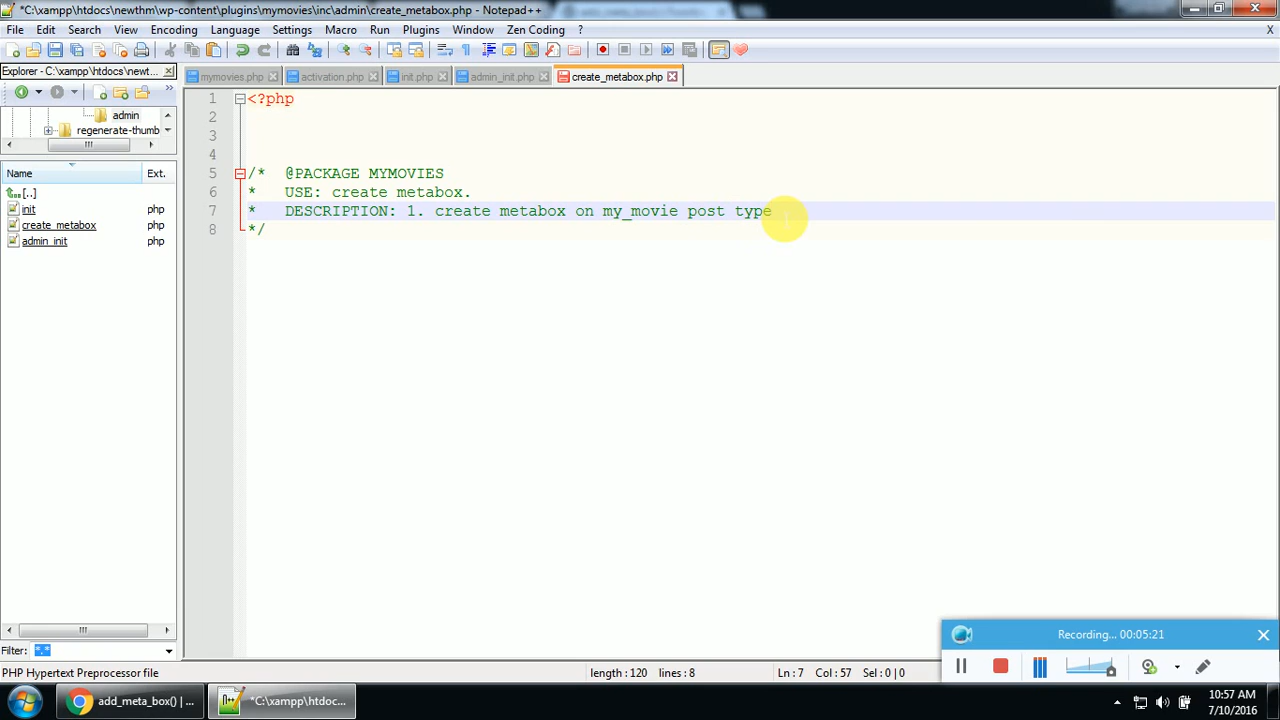 *C:\xampp\htdocs\newthm\wp-content\plugins\mymovies\inc\admin\create_metabox.php - Notepad++
File Edit Search View Encoding Language Settings Macro Run Plugins Window Zen Coding ? X
Explorer - C:\xampp\htdocs\newt...
mymovies.php activation.php init.php admin_init.php create_metabox.php
admin
regenerate-thumb
Name Ext.
[..]
init php
create_metabox php
admin_init php
Filter: *.*
1 <?php
2
3
4
5 /* @PACKAGE MYMOVIES
6 * USE: create metabox.
7 * DESCRIPTION: 1. create metabox on my_movie post type
8 */
Recording... 00:05:21
PHP Hypertext Preprocessor file length : 120 lines : 8 Ln : 7 Col : 57 Sel : 0 | 0
add_meta_box() | ... *C:\xampp\htdocs... 10:57 AM
7/10/2016